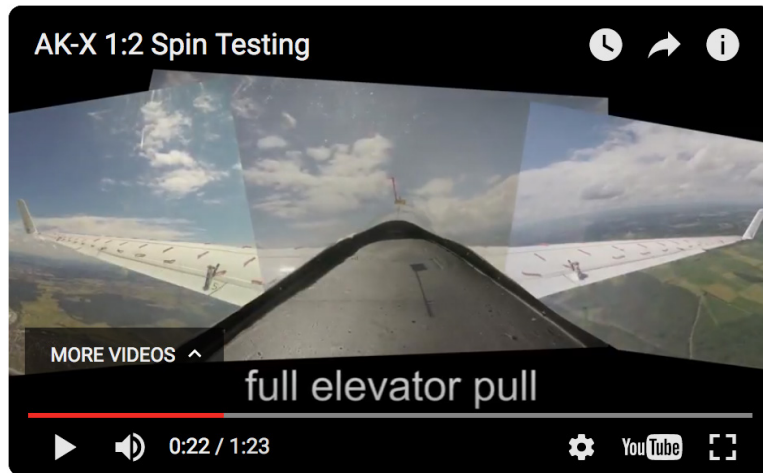 AK-X 1:2 Spin Testing
MORE VIDEOS
full elevator pull
0:22 / 1:23
YouTube